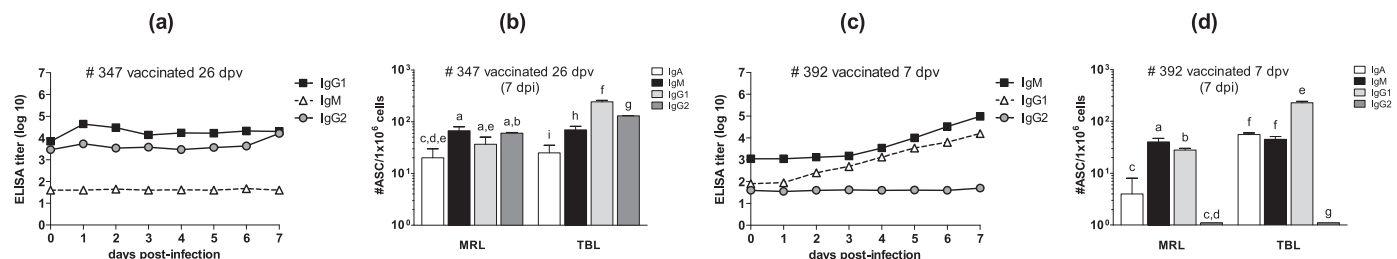 (a)
# 347 vaccinated 26 dpv
ELISA titer (log 10)
7
6
5
4
3
2
1
0
0 1 2 3 4 5 6 7
days post-infection
IgG1
IgM
IgG2
(b)
# 347 vaccinated 26 dpv
(7 dpi)
#ASC/1x10⁶ cells
10³
10²
10¹
10⁰
c,d,e a a,e a,b i h f g
MRL TBL
IgA
IgM
IgG1
IgG2
(c)
# 392 vaccinated 7 dpv
ELISA titer (log 10)
7
6
5
4
3
2
1
0
0 1 2 3 4 5 6 7
days post-infection
IgM
IgG1
IgG2
(d)
# 392 vaccinated 7 dpv
(7 dpi)
#ASC/1x10⁶ cells
10³
10²
10¹
10⁰
c a b c,d f f e g
MRL TBL
IgA
IgM
IgG1
IgG2